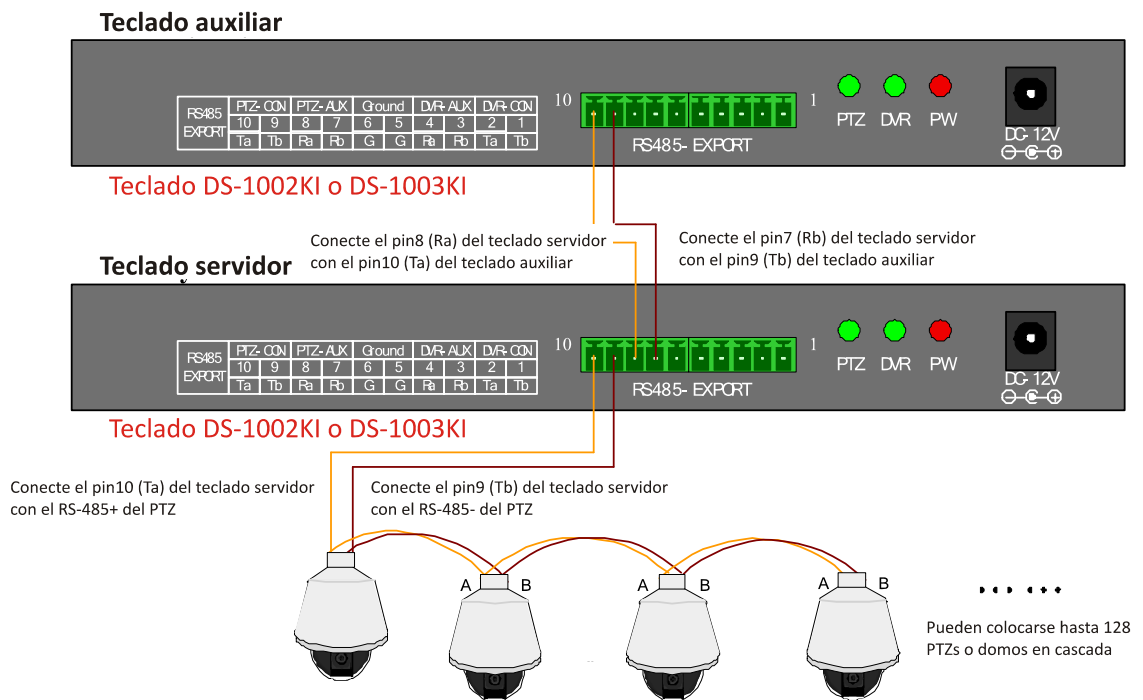 Teclado auxiliar
RS485 EXPORT PTZ-CON PTZ-AUX Ground DVR-AUX DVR-CON
10 9 8 7 6 5 4 3 2 1
Ta Tb Ra Rb G G Ra Rb Ta Tb
10 1
RS485-EXPORT
PTZ DVR PW
DC-12V
Teclado DS-1002KI o DS-1003KI
Conecte el pin8 (Ra) del teclado servidor
con el pin10 (Ta) del teclado auxiliar
Conecte el pin7 (Rb) del teclado servidor
con el pin9 (Tb) del teclado auxiliar
Teclado servidor
RS485 EXPORT PTZ-CON PTZ-AUX Ground DVR-AUX DVR-CON
10 9 8 7 6 5 4 3 2 1
Ta Tb Ra Rb G G Ra Rb Ta Tb
10 1
RS485-EXPORT
PTZ DVR PW
DC-12V
Teclado DS-1002KI o DS-1003KI
Conecte el pin10 (Ta) del teclado servidor
con el RS-485+ del PTZ
Conecte el pin9 (Tb) del teclado servidor
con el RS-485- del PTZ
A B A B A B
Pueden colocarse hasta 128
PTZs o domos en cascada